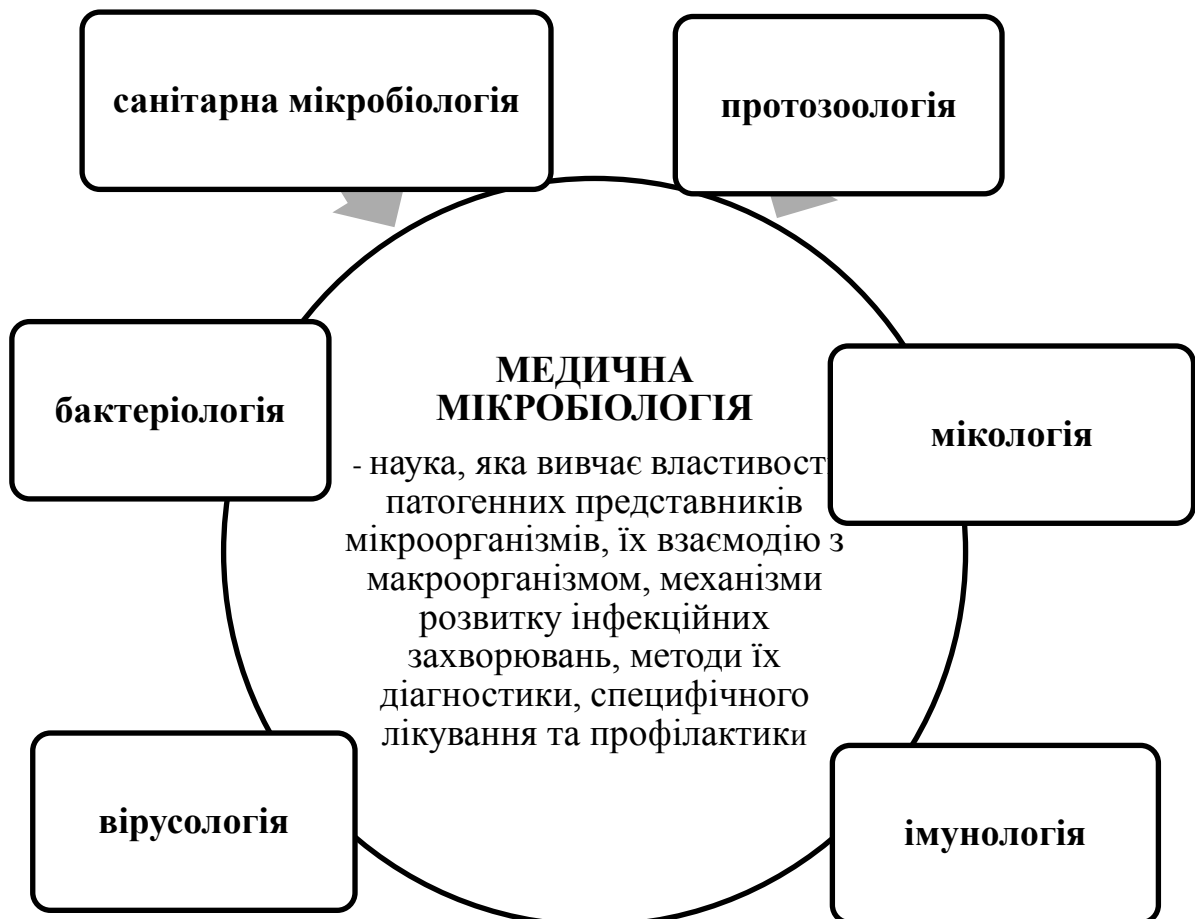 санітарна мікробіологія
протозоологія
бактеріологія
МЕДИЧНА
МІКРОБІОЛОГІЯ
мікологія
- наука, яка вивчає властивост
патогенних представників
мікроорганізмів, їх взаємодію з
макроорганізмом, механізми
розвитку інфекційних
захворювань, методи їх
діагностики, специфічного
лікування та профілактики
вірусологія
імунологія